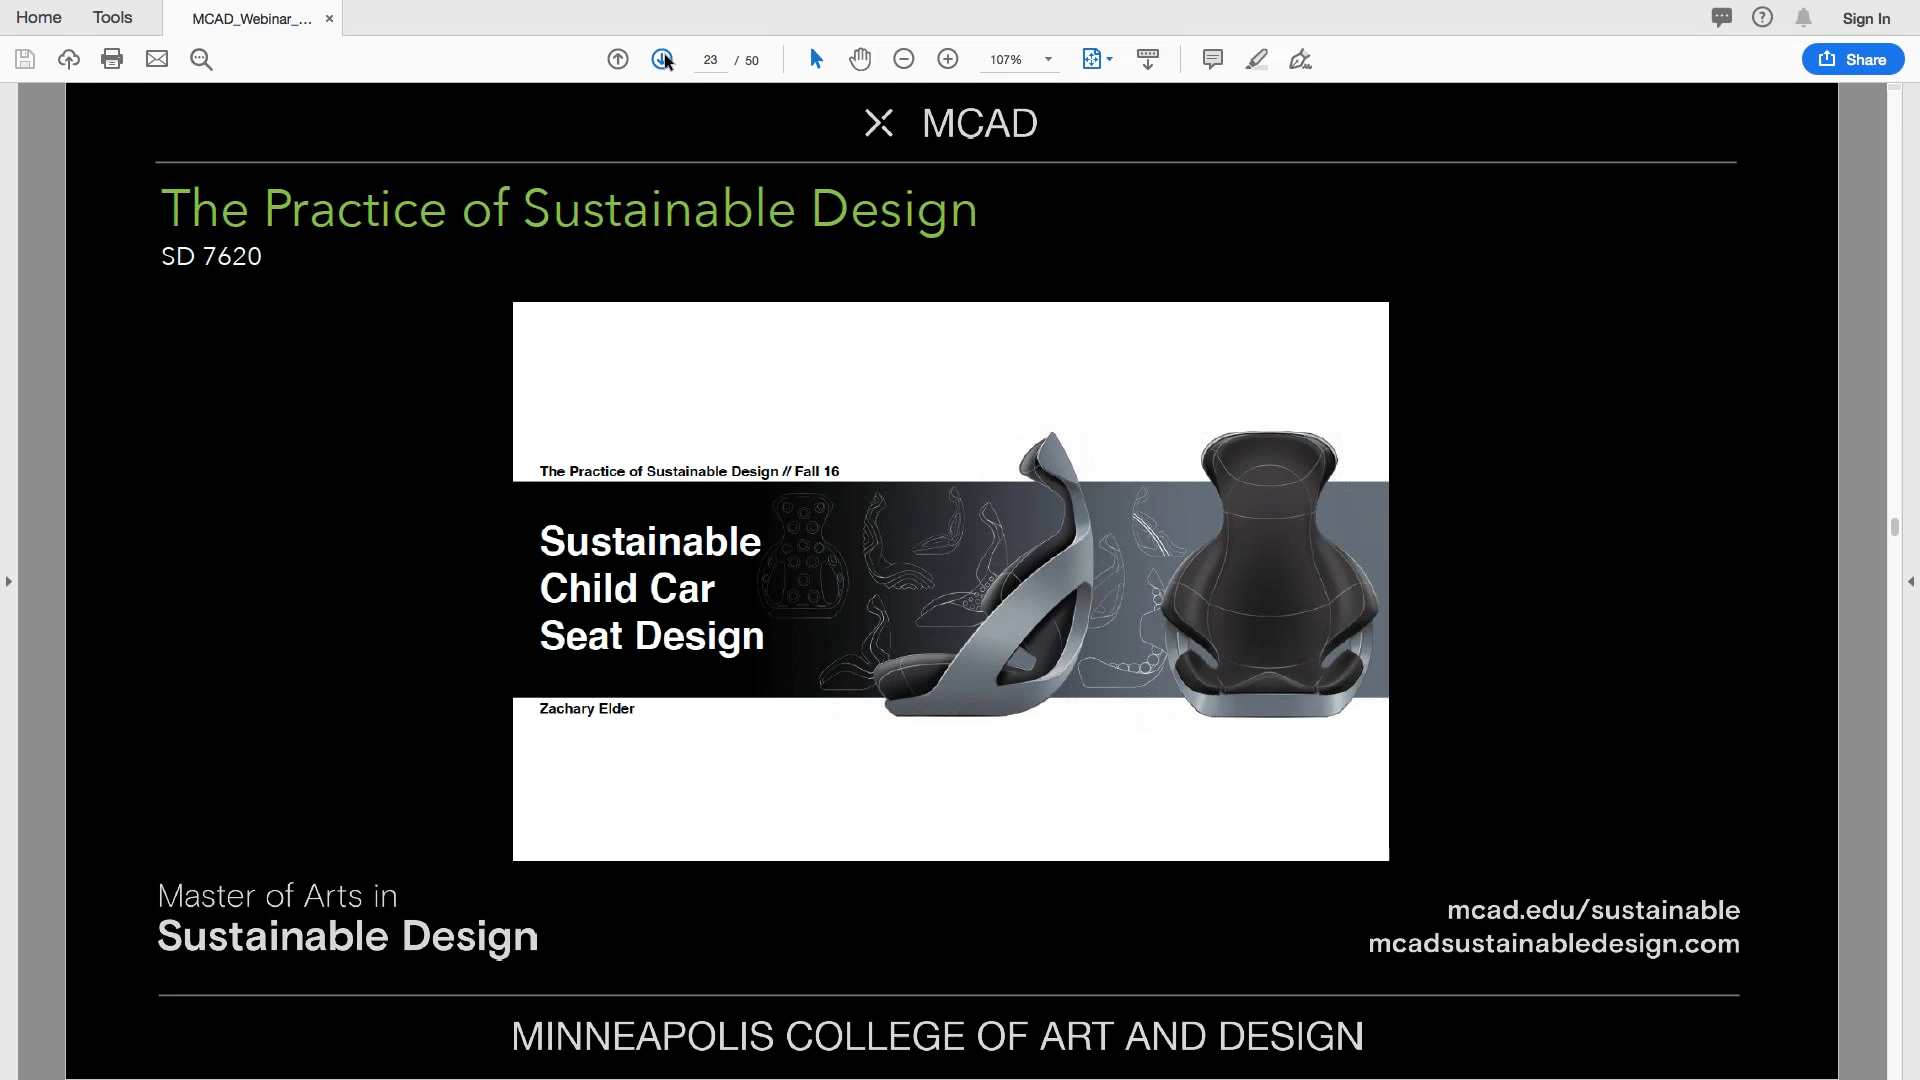 Home Tools MCAD_Webinar_... × Sign In
23 / 50 107% Share
MCAD
The Practice of Sustainable Design
SD 7620
The Practice of Sustainable Design // Fall 16
Sustainable
Child Car
Seat Design
Zachary Elder
Master of Arts in
Sustainable Design
mcad.edu/sustainable
mcadsustainabledesign.com
MINNEAPOLIS COLLEGE OF ART AND DESIGN